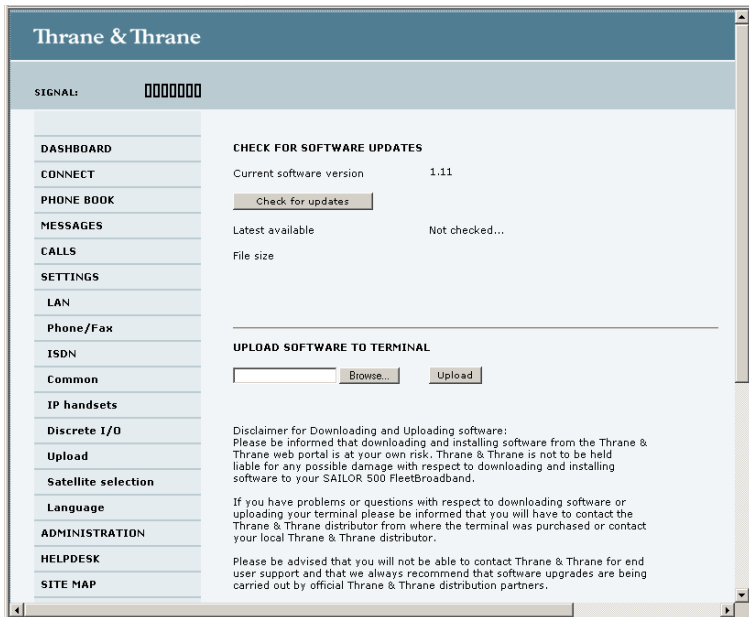 Thrane & Thrane
SIGNAL:
DASHBOARD
CONNECT
PHONE BOOK
MESSAGES
CALLS
SETTINGS
LAN
Phone/Fax
ISDN
Common
IP handsets
Discrete I/O
Upload
Satellite selection
Language
ADMINISTRATION
HELPDESK
SITE MAP
CHECK FOR SOFTWARE UPDATES
Current software version 1.11
Check for updates
Latest available Not checked...
File size
UPLOAD SOFTWARE TO TERMINAL
Browse... Upload
Disclaimer for Downloading and Uploading software:
Please be informed that downloading and installing software from the Thrane &
Thrane web portal is at your own risk. Thrane & Thrane is not to be held
liable for any possible damage with respect to downloading and installing
software to your SAILOR 500 FleetBroadband.
If you have problems or questions with respect to downloading software or
uploading your terminal please be informed that you will have to contact the
Thrane & Thrane distributor from where the terminal was purchased or contact
your local Thrane & Thrane distributor.
Please be advised that you will not be able to contact Thrane & Thrane for end
user support and that we always recommend that software upgrades are being
carried out by official Thrane & Thrane distribution partners.